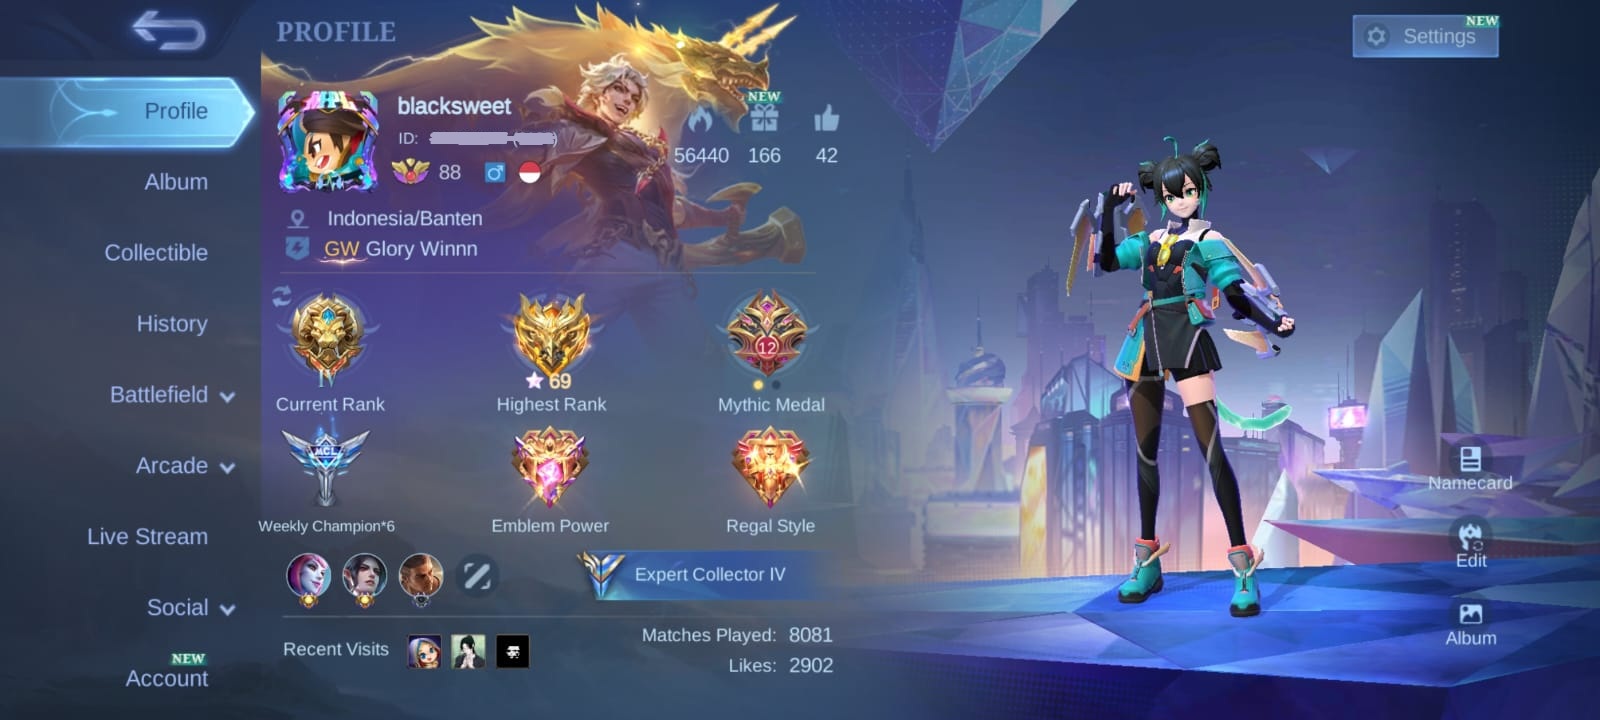 PROFILE
NEW
Settings
Profile
blacksweet
ID:
NEW
88
56440
166
42
Album
Indonesia/Banten
GW Glory Winnn
Collectible
History
12
IV
69
Current Rank
Highest Rank
Mythic Medal
Battlefield
MCL
Arcade
Weekly Champion*6
Emblem Power
Regal Style
Namecard
Live Stream
Expert Collector IV
Edit
Social
Recent Visits
Matches Played: 8081
Likes: 2902
Album
NEW
Account